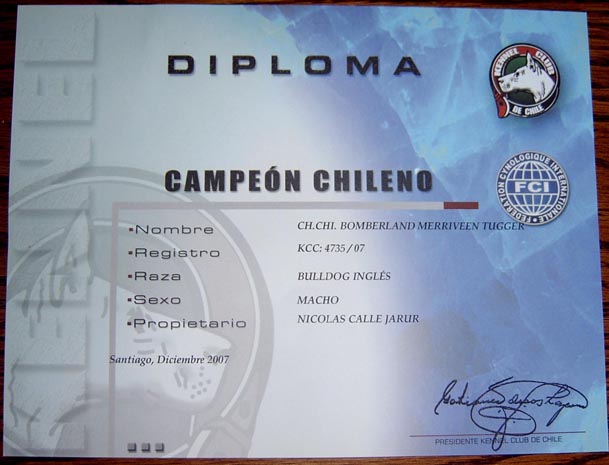 DIPLOMA
KENNEL CLUB
DE CHILE
CAMPEÓN CHILENO
FEDERATION CYNOLOGIQUE INTERNATIONALE
FCI
▪Nombre CH.CHI. BOMBERLAND MERRIVEEN TUGGER
▪Registro KCC: 4735 / 07
▪Raza BULLDOG INGLÉS
▪Sexo MACHO
▪Propietario NICOLAS CALLE JARUR
Santiago, Diciembre 2007
PRESIDENTE KENNEL CLUB DE CHILE